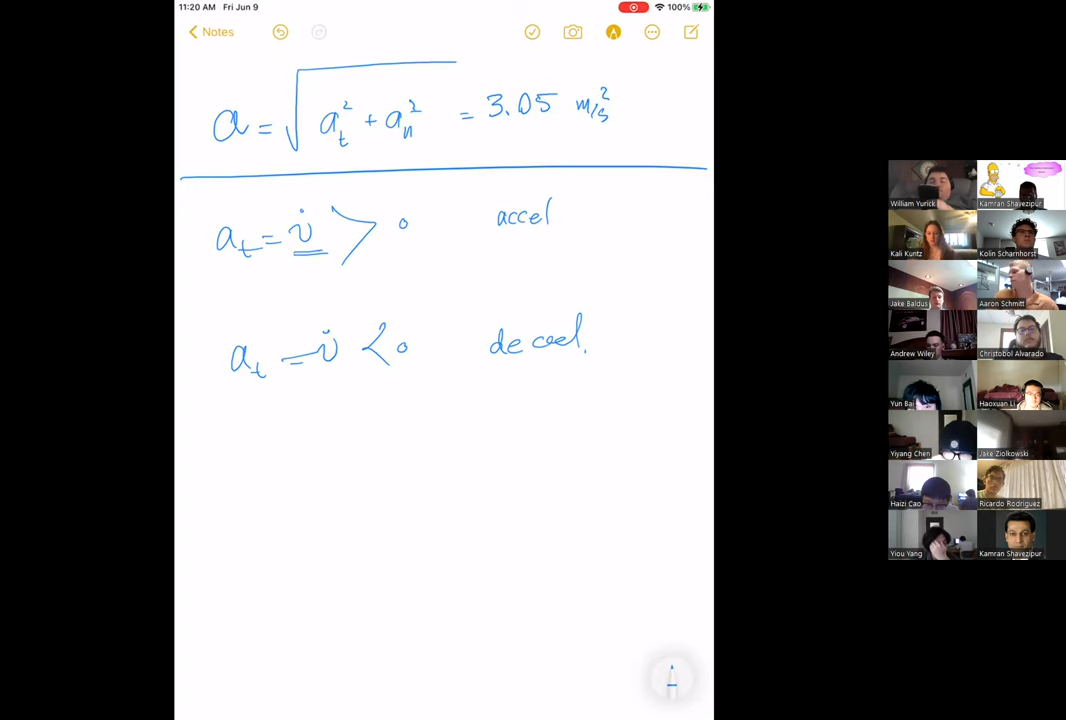 11:20 AM Fri Jun 9
100%
Notes
a = √(a_t² + a_n²) = 3.05 m/s²
a_t = v̇ > 0 accel
a_t = v̇ < 0 decel.
William Yurick
Kamran Shavezipur
Kali Kuntz
Kolin Scharnhorst
Jake Baldus
Aaron Schmitt
Andrew Wiley
Christobol Alvarado
Yun Bai
Haoxuan Li
Yiyang Chen
Jake Ziolkowski
Haizi Cao
Ricardo Rodriguez
Yiou Yang
Kamran Shavezipur